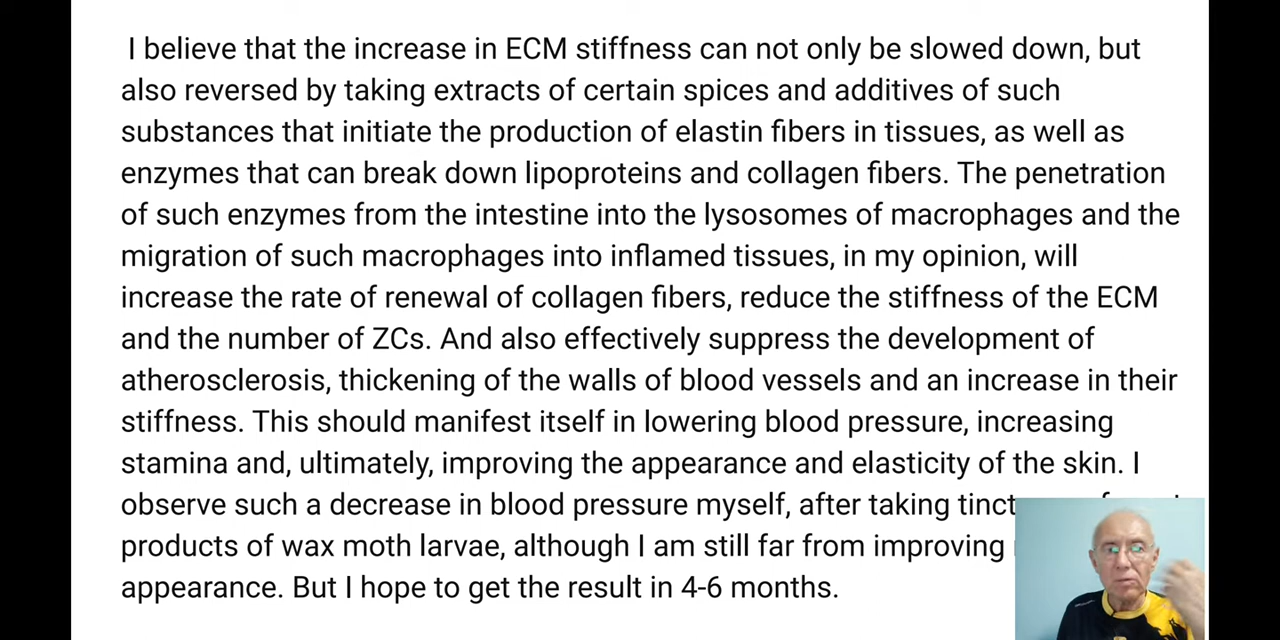 I believe that the increase in ECM stiffness can not only be slowed down, but
also reversed by taking extracts of certain spices and additives of such
substances that initiate the production of elastin fibers in tissues, as well as
enzymes that can break down lipoproteins and collagen fibers. The penetration
of such enzymes from the intestine into the lysosomes of macrophages and the
migration of such macrophages into inflamed tissues, in my opinion, will
increase the rate of renewal of collagen fibers, reduce the stiffness of the ECM
and the number of ZCs. And also effectively suppress the development of
atherosclerosis, thickening of the walls of blood vessels and an increase in their
stiffness. This should manifest itself in lowering blood pressure, increasing
stamina and, ultimately, improving the appearance and elasticity of the skin. I
observe such a decrease in blood pressure myself, after taking
products of wax moth larvae, although I am still far from improving
appearance. But I hope to get the result in 4-6 months.